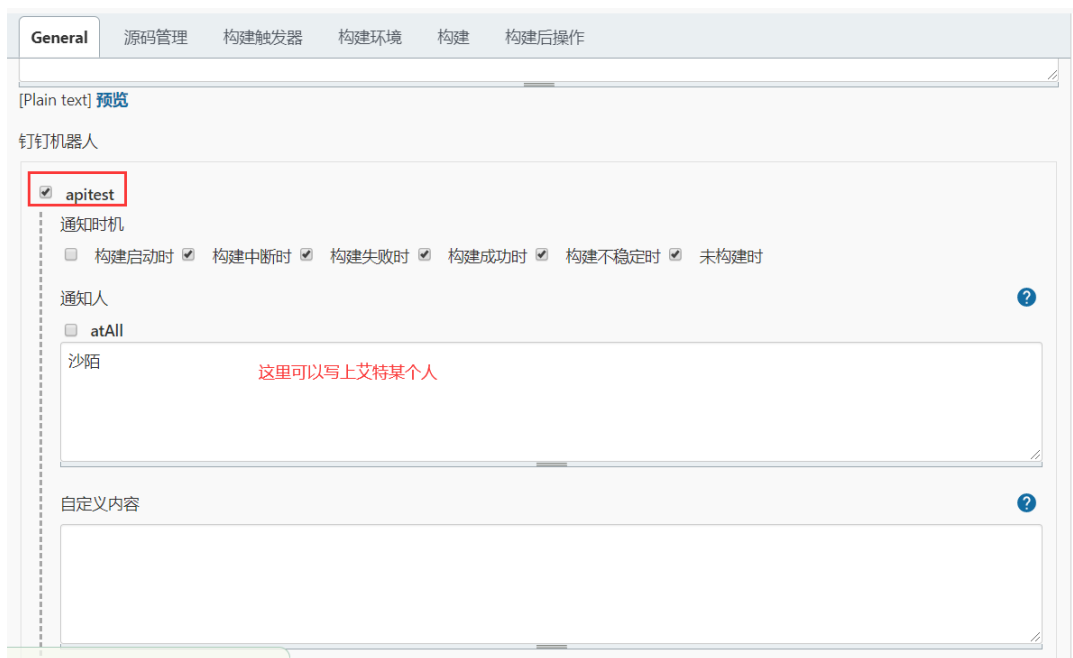 General 源码管理 构建触发器 构建环境 构建 构建后操作
[Plain text] 预览
钉钉机器人
apitest
通知时机
构建启动时 构建中断时 构建失败时 构建成功时 构建不稳定时 未构建时
通知人
?
atAll
沙陌
这里可以写上艾特某个人
自定义内容
?